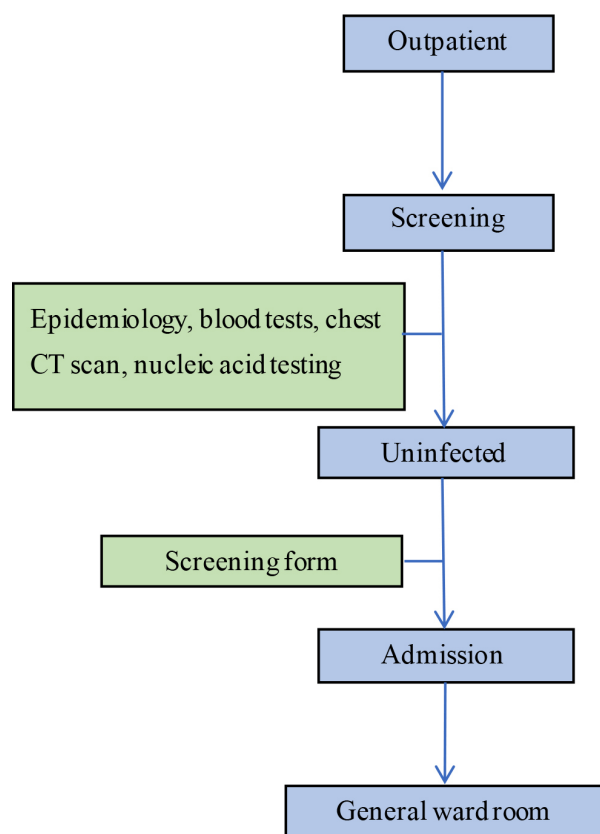 Outpatient
Screening
Epidemiology, blood tests, chest
CT scan, nucleic acid testing
Uninfected
Screening form
Admission
General ward room